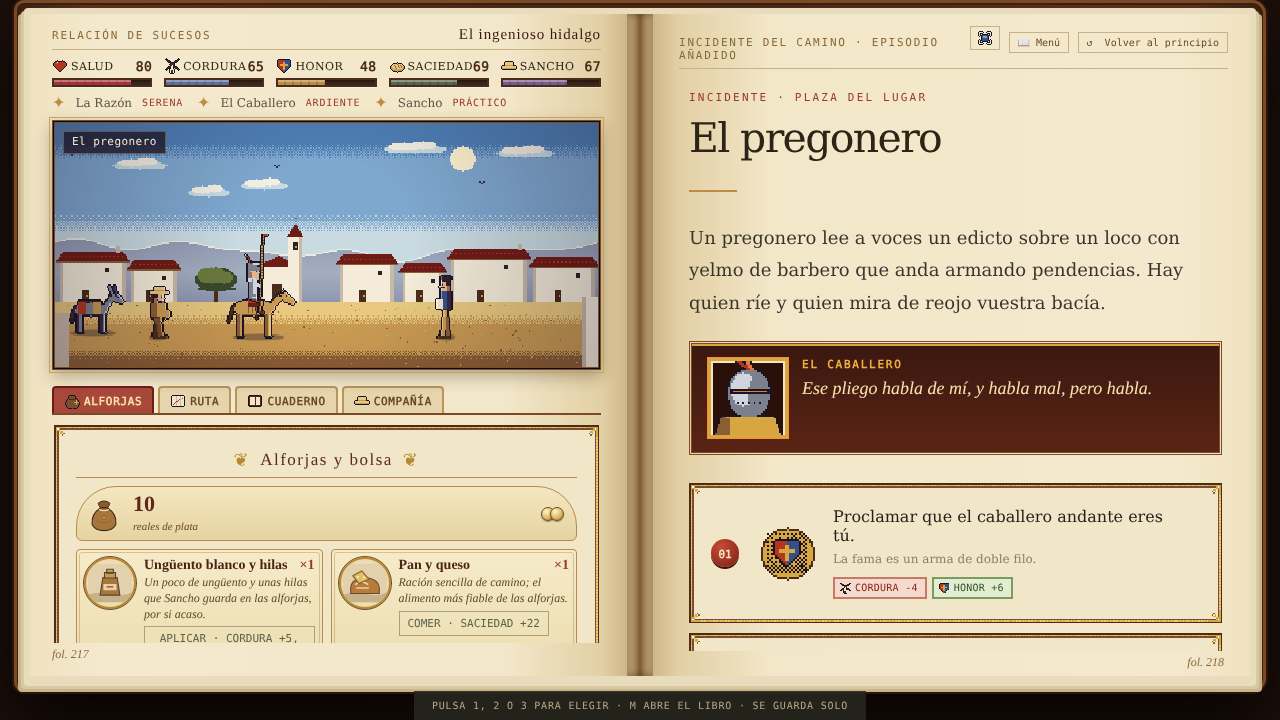 RELACIÓN DE SUCESOS
El ingenioso hidalgo
SALUD 80
CORDURA 65
HONOR 48
SACIEDAD 69
SANCHO 67
La Razón SERENA
El Caballero ARDIENTE
Sancho PRÁCTICO
El pregonero
ALFORJAS
RUTA
CUADERNO
COMPAÑÍA
Alforjas y bolsa
10
reales de plata
Ungüento blanco y hilas ×1
Un poco de ungüento y unas hilas
que Sancho guarda en las alforjas,
por si acaso.
APLICAR · CORDURA +5,
Pan y queso ×1
Ración sencilla de camino; el
alimento más fiable de las alforjas.
COMER · SACIEDAD +22
fol. 217
INCIDENTE DEL CAMINO · EPISODIO
AÑADIDO
📖 Menú
↺ Volver al principio
INCIDENTE · PLAZA DEL LUGAR
El pregonero
Un pregonero lee a voces un edicto sobre un loco con
yelmo de barbero que anda armando pendencias. Hay
quien ríe y quien mira de reojo vuestra bacía.
EL CABALLERO
Ese pliego habla de mí, y habla mal, pero habla.
01
Proclamar que el caballero andante eres
tú.
La fama es un arma de doble filo.
CORDURA -4
HONOR +6
fol. 218
PULSA 1, 2 O 3 PARA ELEGIR · M ABRE EL LIBRO · SE GUARDA SOLO